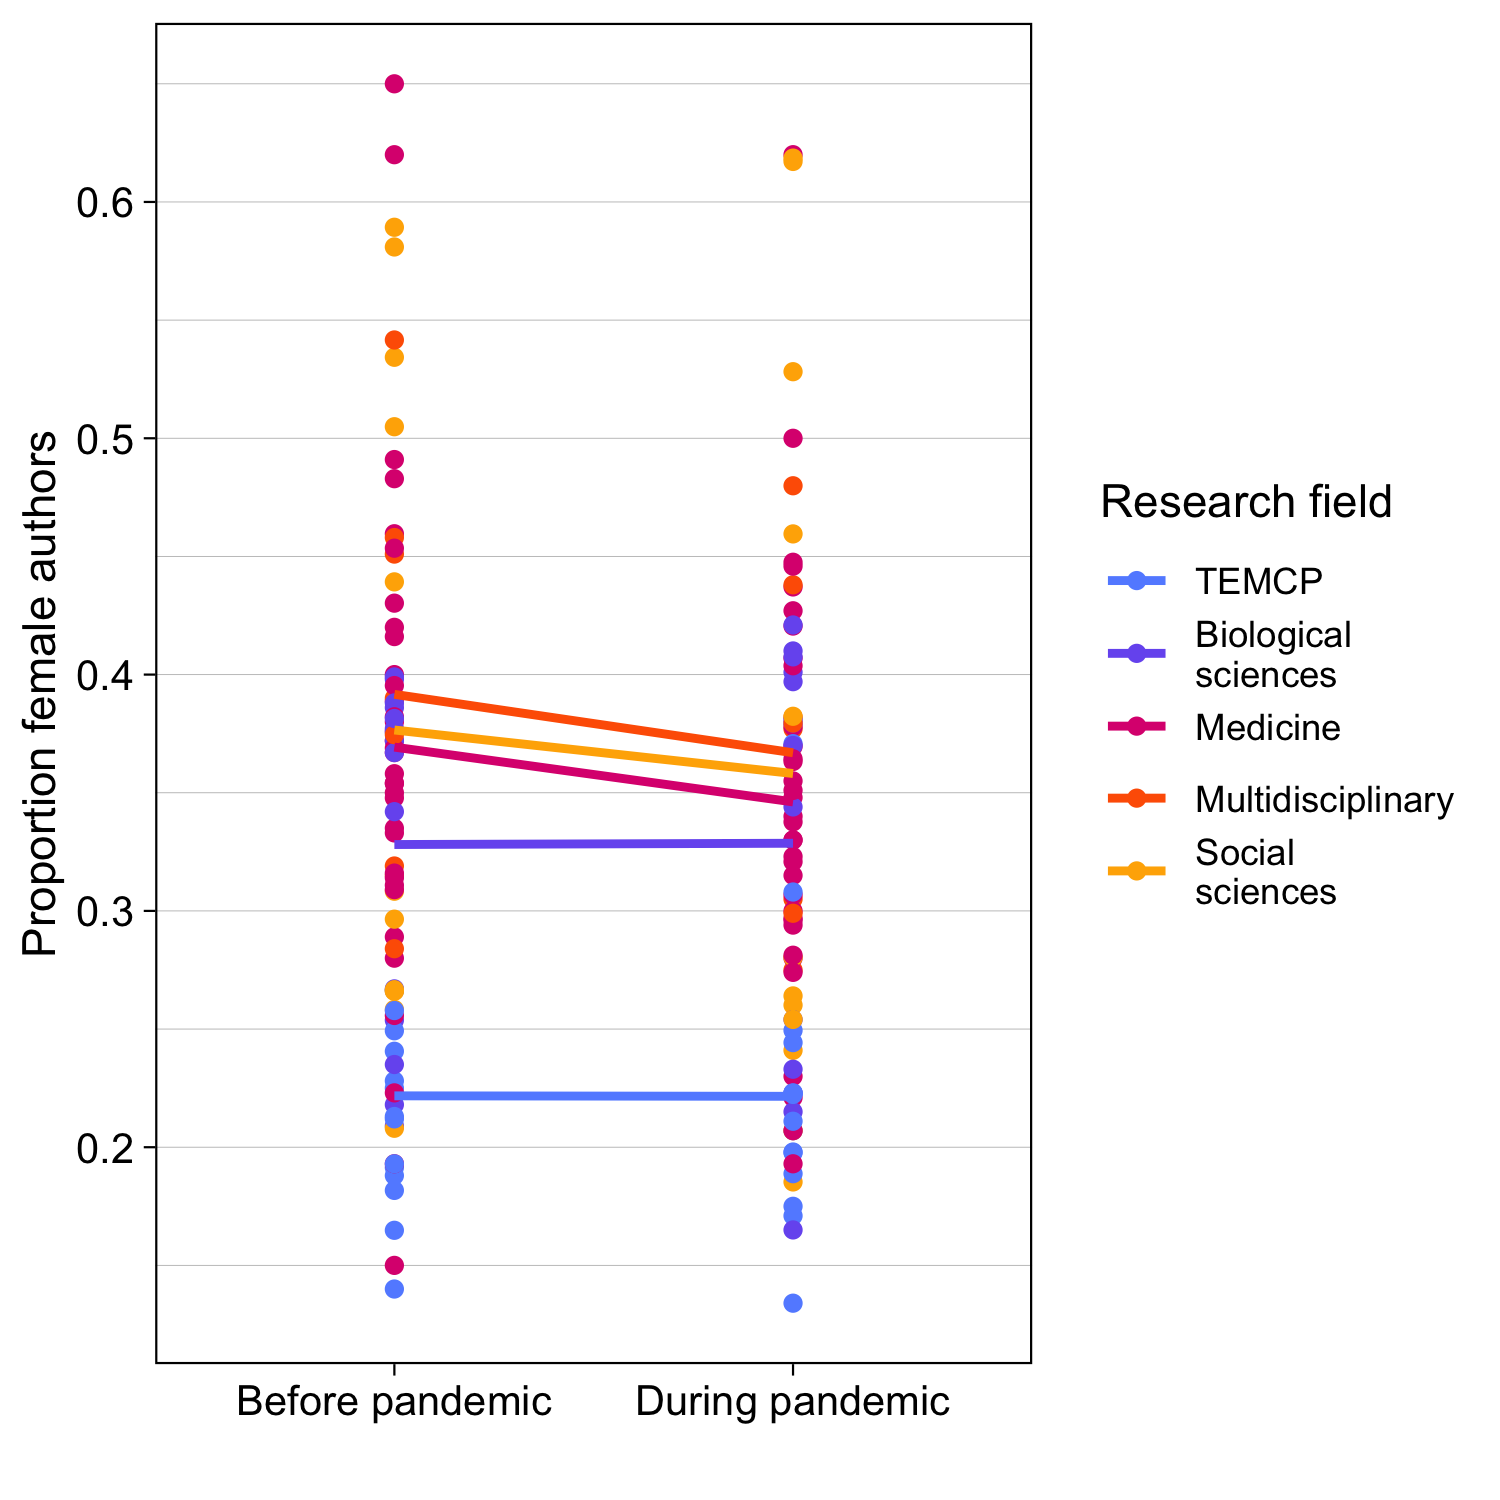 Proportion female authors
0.6
0.5
0.4
0.3
0.2
Before pandemic
During pandemic
Research field
TEMCP
Biological
sciences
Medicine
Multidisciplinary
Social
sciences